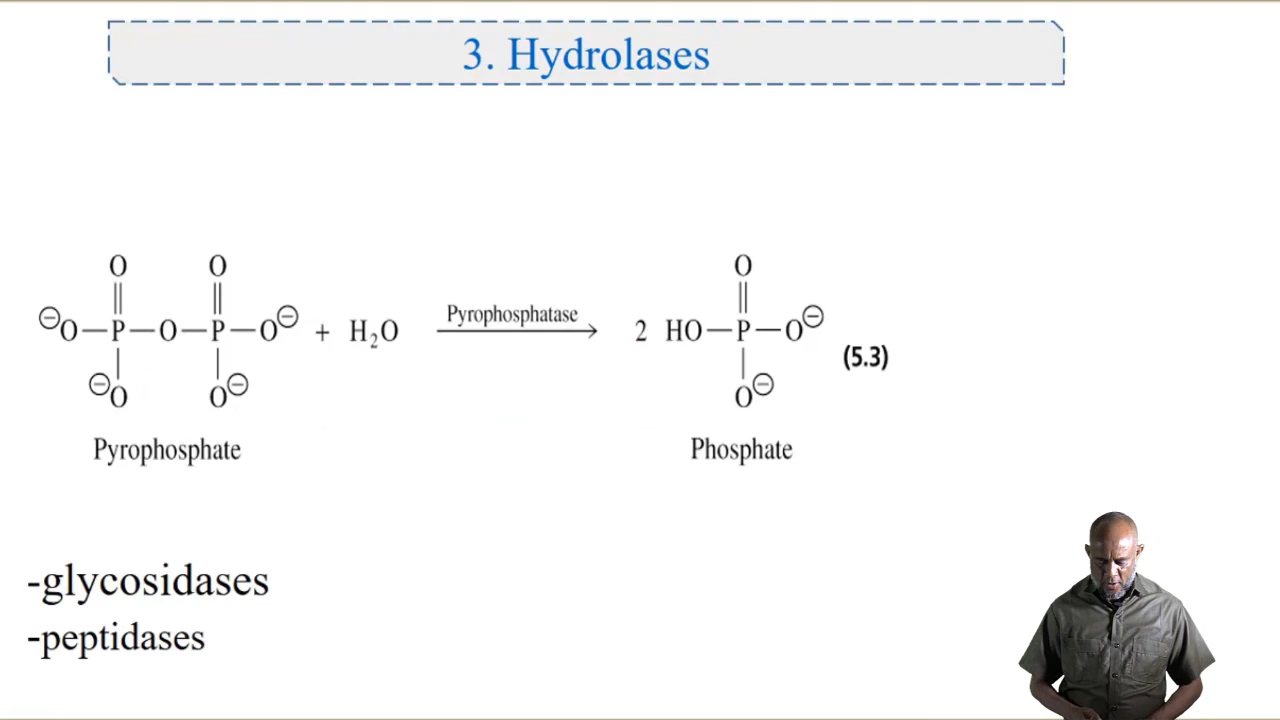 3. Hydrolases
O O O
⊖O—P—O—P—O⊖ + H₂O Pyrophosphatase 2 HO—P—O⊖
(5.3)
⊖O O⊖ O⊖
Pyrophosphate Phosphate
-glycosidases
-peptidases